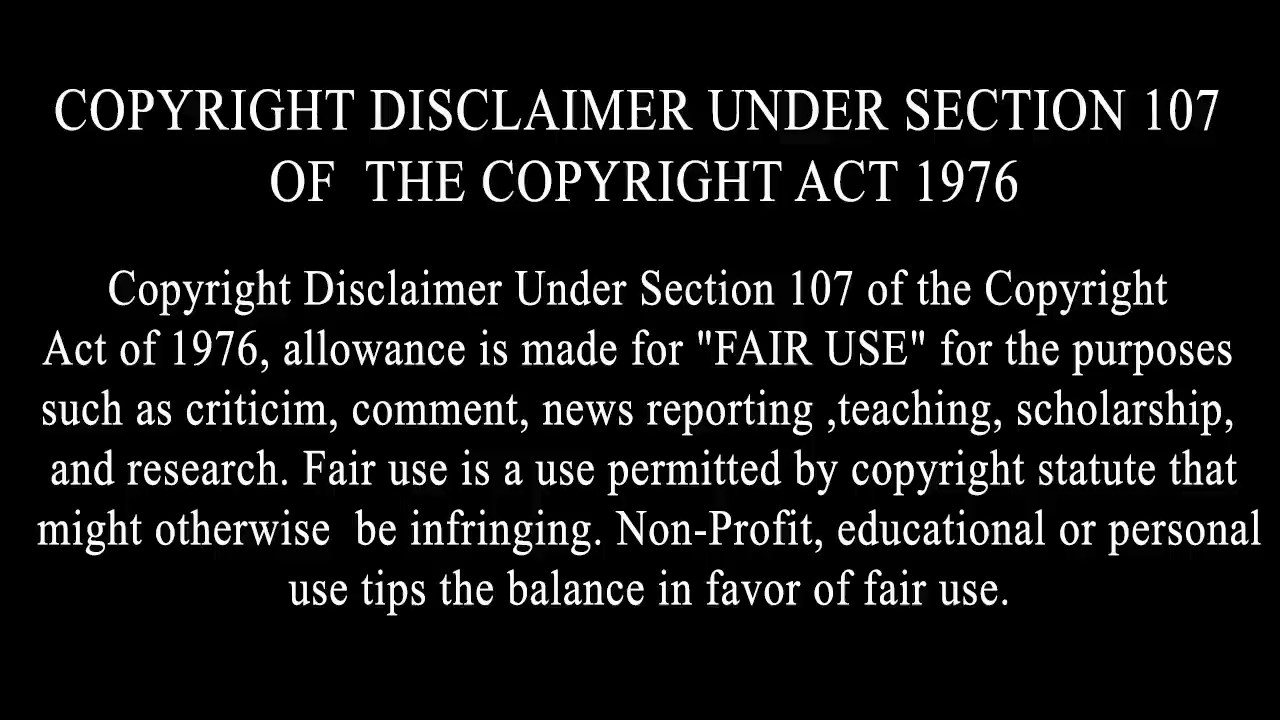 COPYRIGHT DISCLAIMER UNDER SECTION 107
OF THE COPYRIGHT ACT 1976
Copyright Disclaimer Under Section 107 of the Copyright
Act of 1976, allowance is made for "FAIR USE" for the purposes
such as criticim, comment, news reporting ,teaching, scholarship,
and research. Fair use is a use permitted by copyright statute that
might otherwise be infringing. Non-Profit, educational or personal
use tips the balance in favor of fair use.